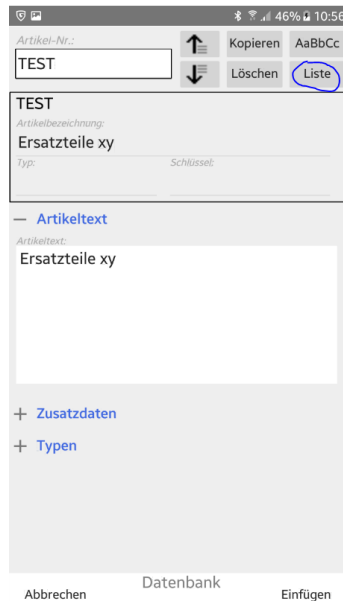 46% 10:56
Artikel-Nr.:
TEST
Kopieren AaBbCc
Löschen Liste
TEST
Artikelbezeichnung:
Ersatzteile xy
Typ: Schlüssel:
Artikeltext
Artikeltext:
Ersatzteile xy
Zusatzdaten
Typen
Datenbank
Abbrechen Einfügen